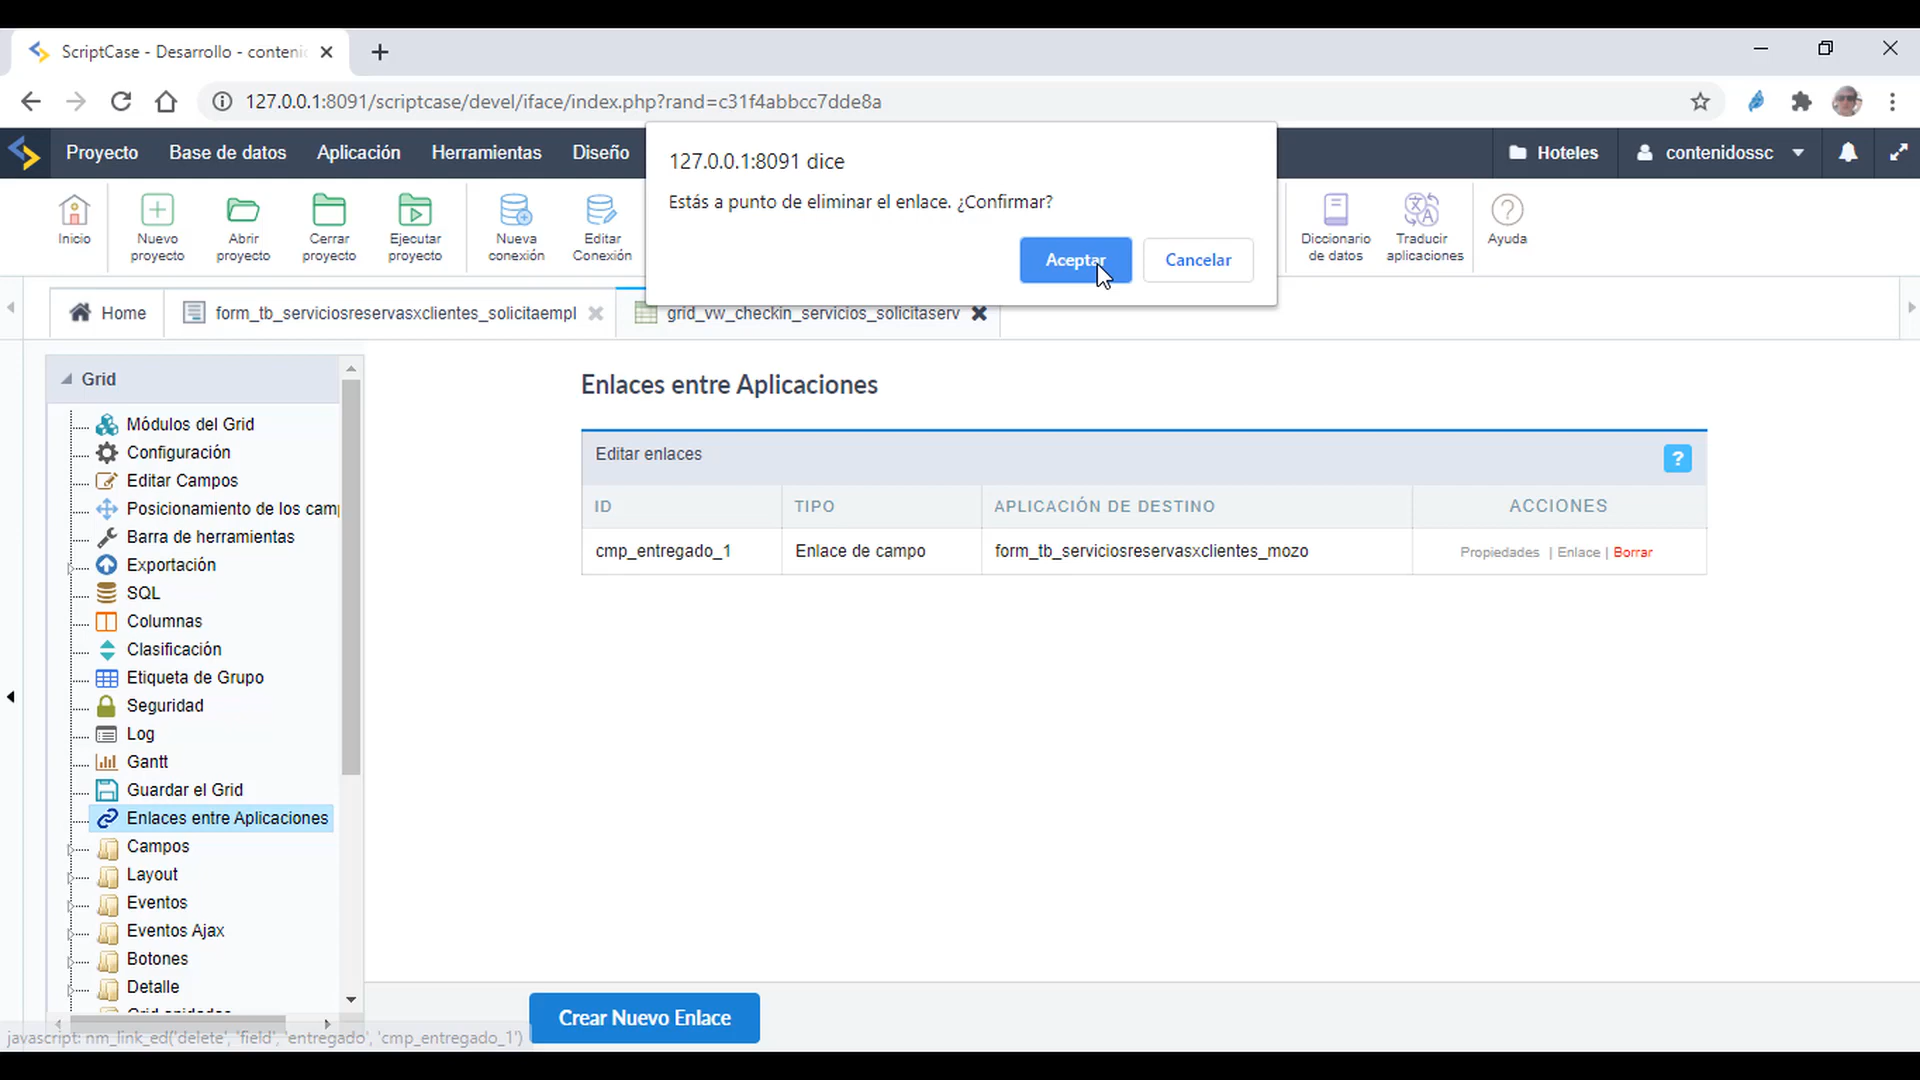 ScriptCase - Desarrollo - conteni
127.0.0.1:8091/scriptcase/devel/iface/index.php?rand=c31f4abbcc7dde8a
Proyecto
Base de datos
Aplicación
Herramientas
Diseño
Hoteles
contenidossc
127.0.0.1:8091 dice
Estás a punto de eliminar el enlace. ¿Confirmar?
Aceptar
Cancelar
Inicio
Nuevo
proyecto
Abrir
proyecto
Cerrar
proyecto
Ejecutar
proyecto
Nueva
conexión
Editar
Conexión
Diccionario
de datos
Traducir
aplicaciones
Ayuda
Home
form_tb_serviciosreservasxclientes_solicitaempl
grid_vw_checkin_servicios_solicitaserv
Grid
Módulos del Grid
Configuración
Editar Campos
Posicionamiento de los cam
Barra de herramientas
Exportación
SQL
Columnas
Clasificación
Etiqueta de Grupo
Seguridad
Log
Gantt
Guardar el Grid
Enlaces entre Aplicaciones
Campos
Layout
Eventos
Eventos Ajax
Botones
Detalle
Enlaces entre Aplicaciones
Editar enlaces
?
ID TIPO APLICACIÓN DE DESTINO ACCIONES
cmp_entregado_1 Enlace de campo form_tb_serviciosreservasxclientes_mozo Propiedades | Enlace | Borrar
Crear Nuevo Enlace
javascript: nm_link_ed('delete', 'field', 'entregado', 'cmp_entregado_1')